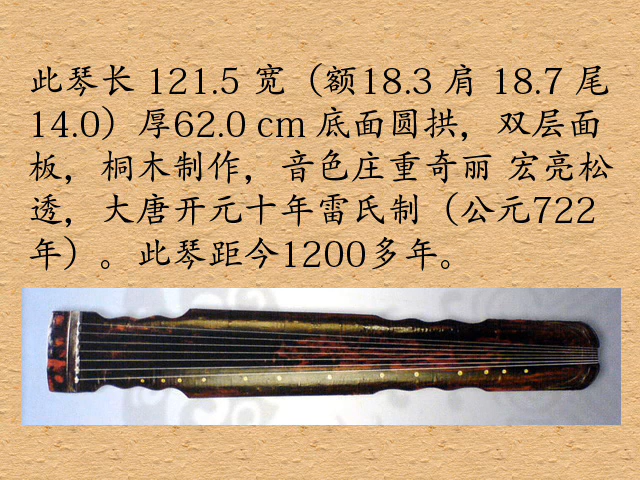 此琴长 121.5 宽（额18.3 肩 18.7 尾
14.0）厚62.0 cm 底面圆拱，双层面
板，桐木制作，音色庄重奇丽 宏亮松
透，大唐开元十年雷氏制（公元722
年）。此琴距今1200多年。